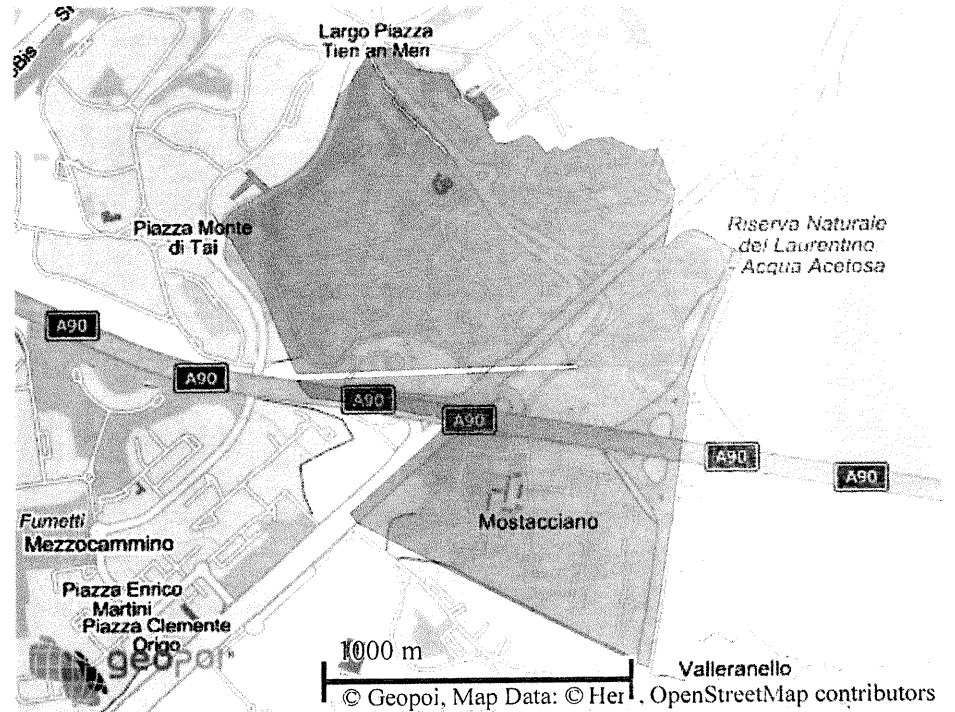 Largo Piazza
Tien an Men
Piazza Monte
di Tai
Riserva Naturale
del Laurentino
- Acqua Acetosa
A90
A90
A90
A90
A90
A90
Mostacciano
Fumetti
Mezzocammino
Piazza Enrico
Martini
Piazza Clemente
Origo
geopoi
1000 m
Valleranello
© Geopoi, Map Data: © Her , OpenStreetMap contributors